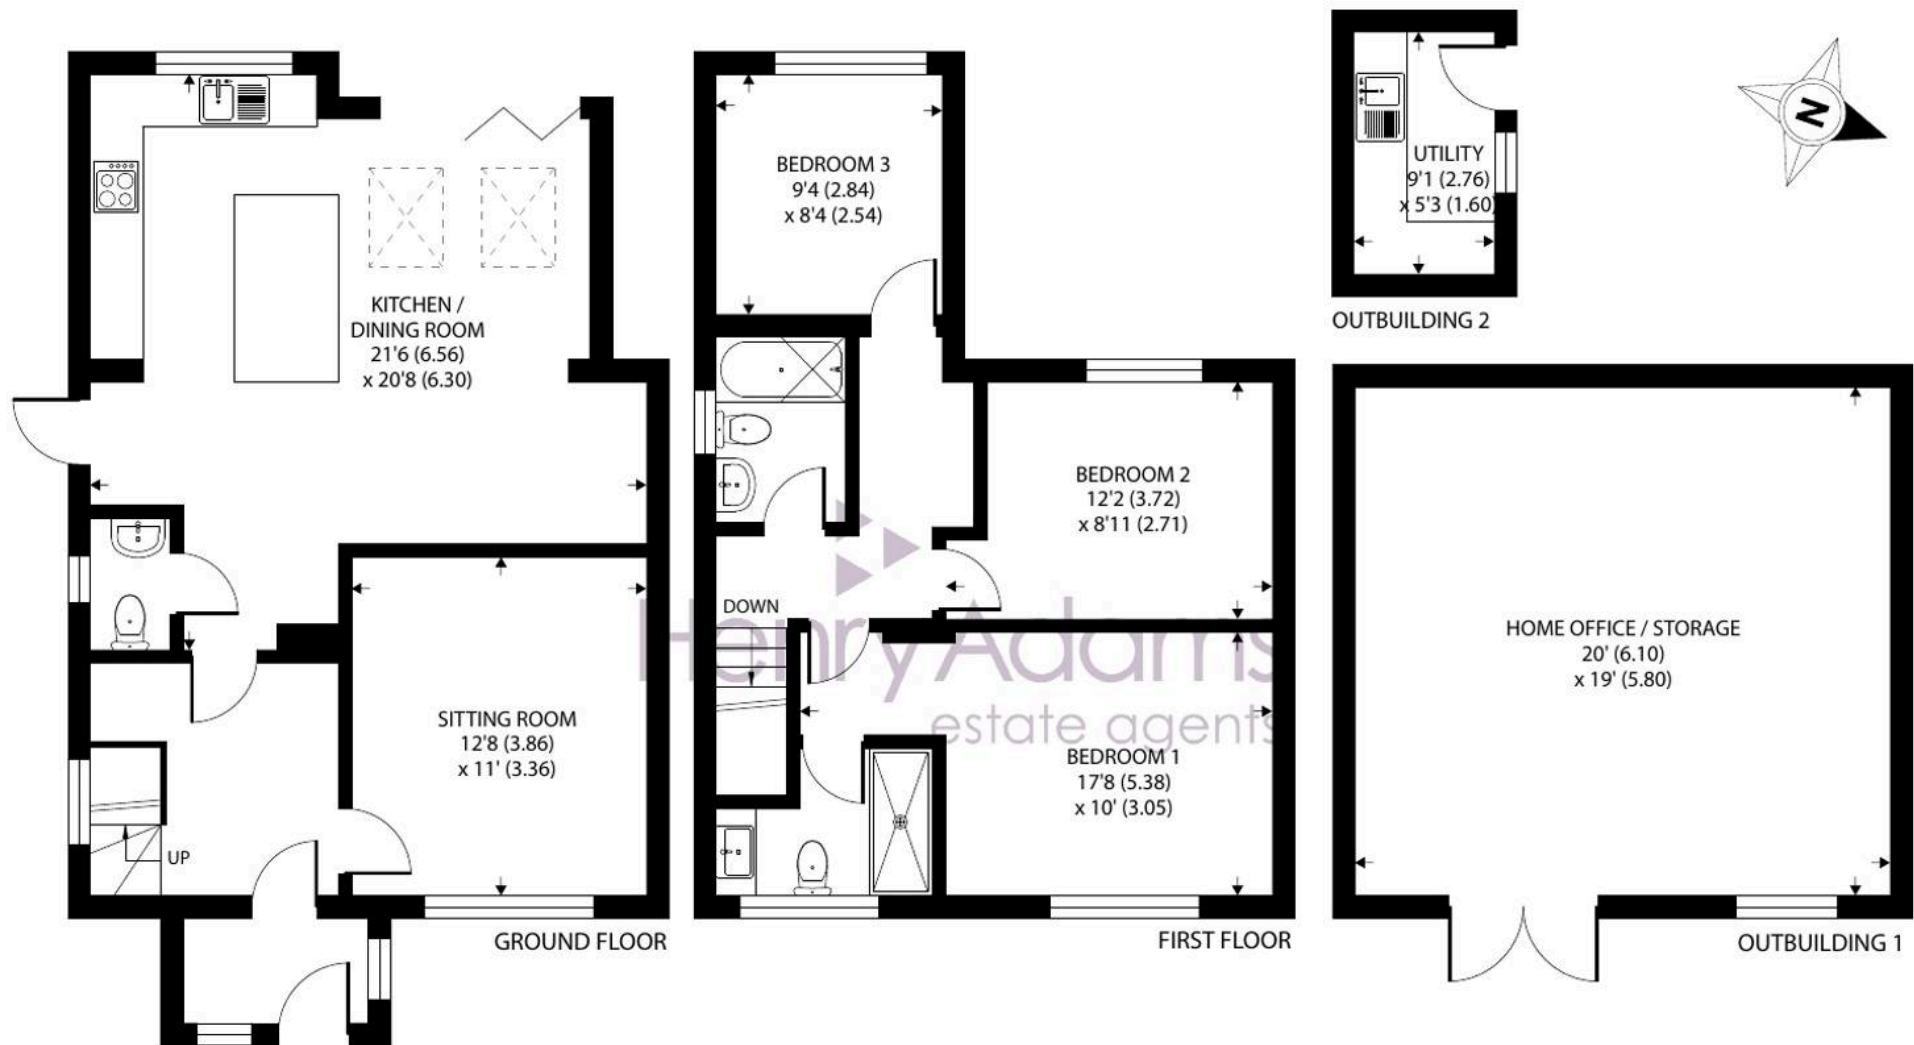 KITCHEN /
DINING ROOM
21'6 (6.56)
x 20'8 (6.30)
SITTING ROOM
12'8 (3.86)
x 11' (3.36)
UP
GROUND FLOOR
BEDROOM 3
9'4 (2.84)
x 8'4 (2.54)
BEDROOM 2
12'2 (3.72)
x 8'11 (2.71)
DOWN
Henry Adams
estate agents
BEDROOM 1
17'8 (5.38)
x 10' (3.05)
FIRST FLOOR
UTILITY
9'1 (2.76)
x 5'3 (1.60)
OUTBUILDING 2
N
HOME OFFICE / STORAGE
20' (6.10)
x 19' (5.80)
OUTBUILDING 1